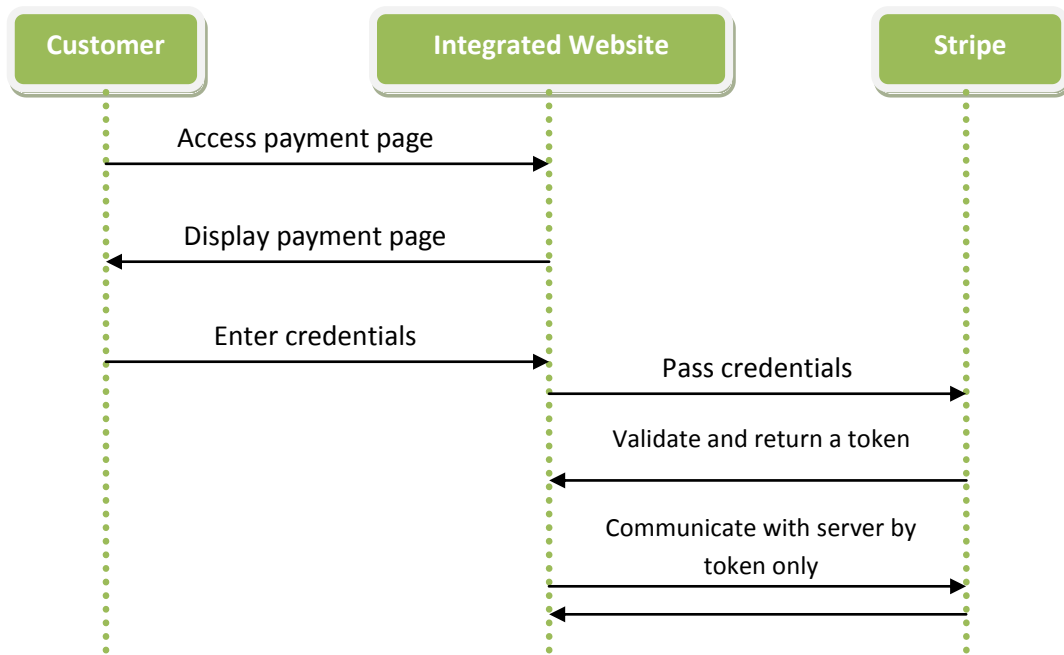 Customer
Integrated Website
Stripe
Access payment page
Display payment page
Enter credentials
Pass credentials
Validate and return a token
Communicate with server by
token only